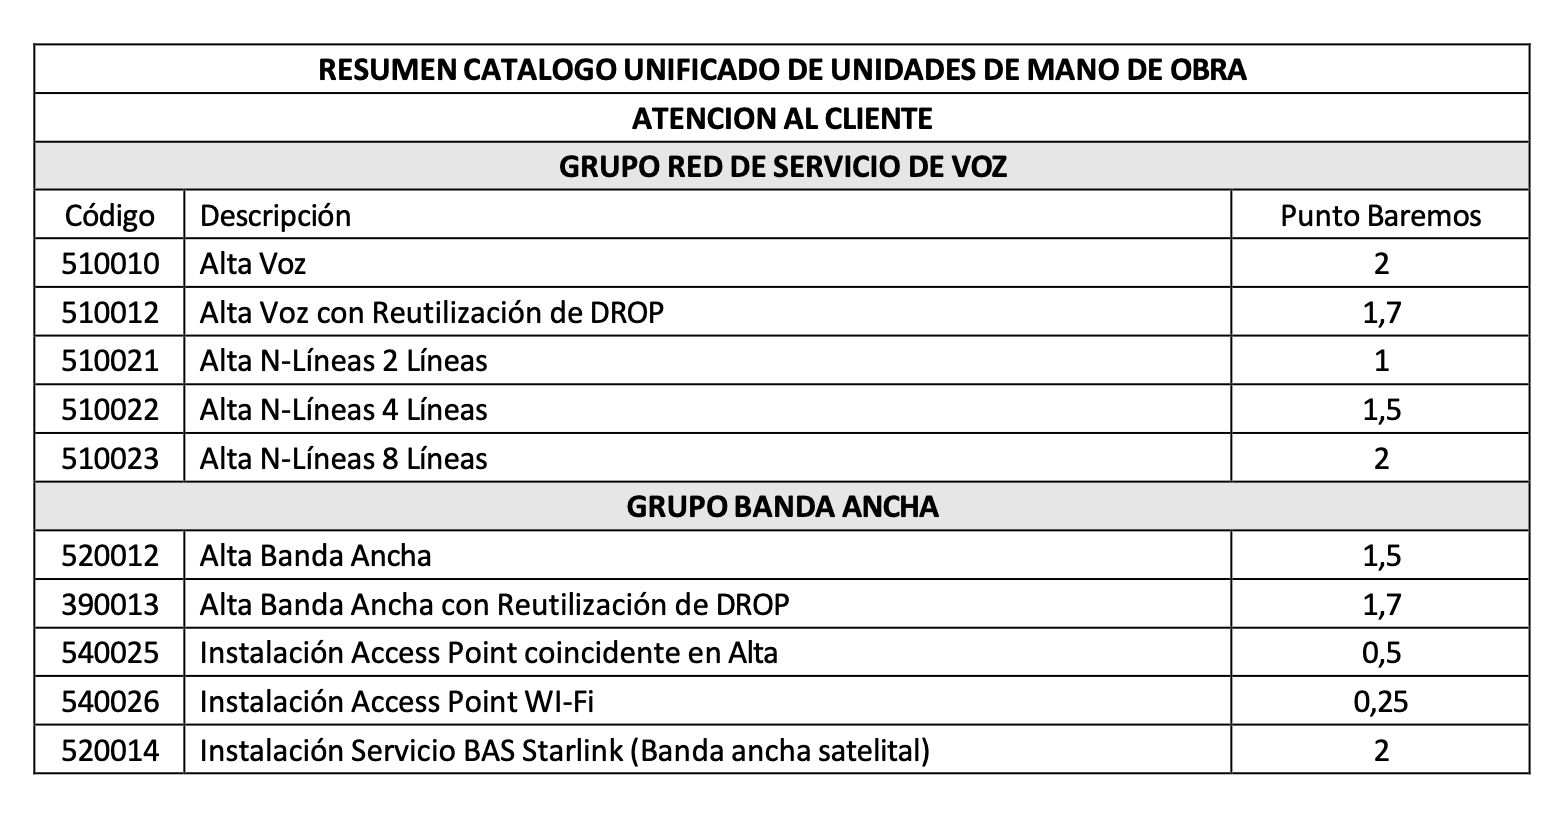 RESUMEN CATALOGO UNIFICADO DE UNIDADES DE MANO DE OBRA
ATENCION AL CLIENTE
GRUPO RED DE SERVICIO DE VOZ
Código Descripción Punto Baremos
510010 Alta Voz 2
510012 Alta Voz con Reutilización de DROP 1,7
510021 Alta N-Líneas 2 Líneas 1
510022 Alta N-Líneas 4 Líneas 1,5
510023 Alta N-Líneas 8 Líneas 2
GRUPO BANDA ANCHA
520012 Alta Banda Ancha 1,5
390013 Alta Banda Ancha con Reutilización de DROP 1,7
540025 Instalación Access Point coincidente en Alta 0,5
540026 Instalación Access Point WI-Fi 0,25
520014 Instalación Servicio BAS Starlink (Banda ancha satelital) 2